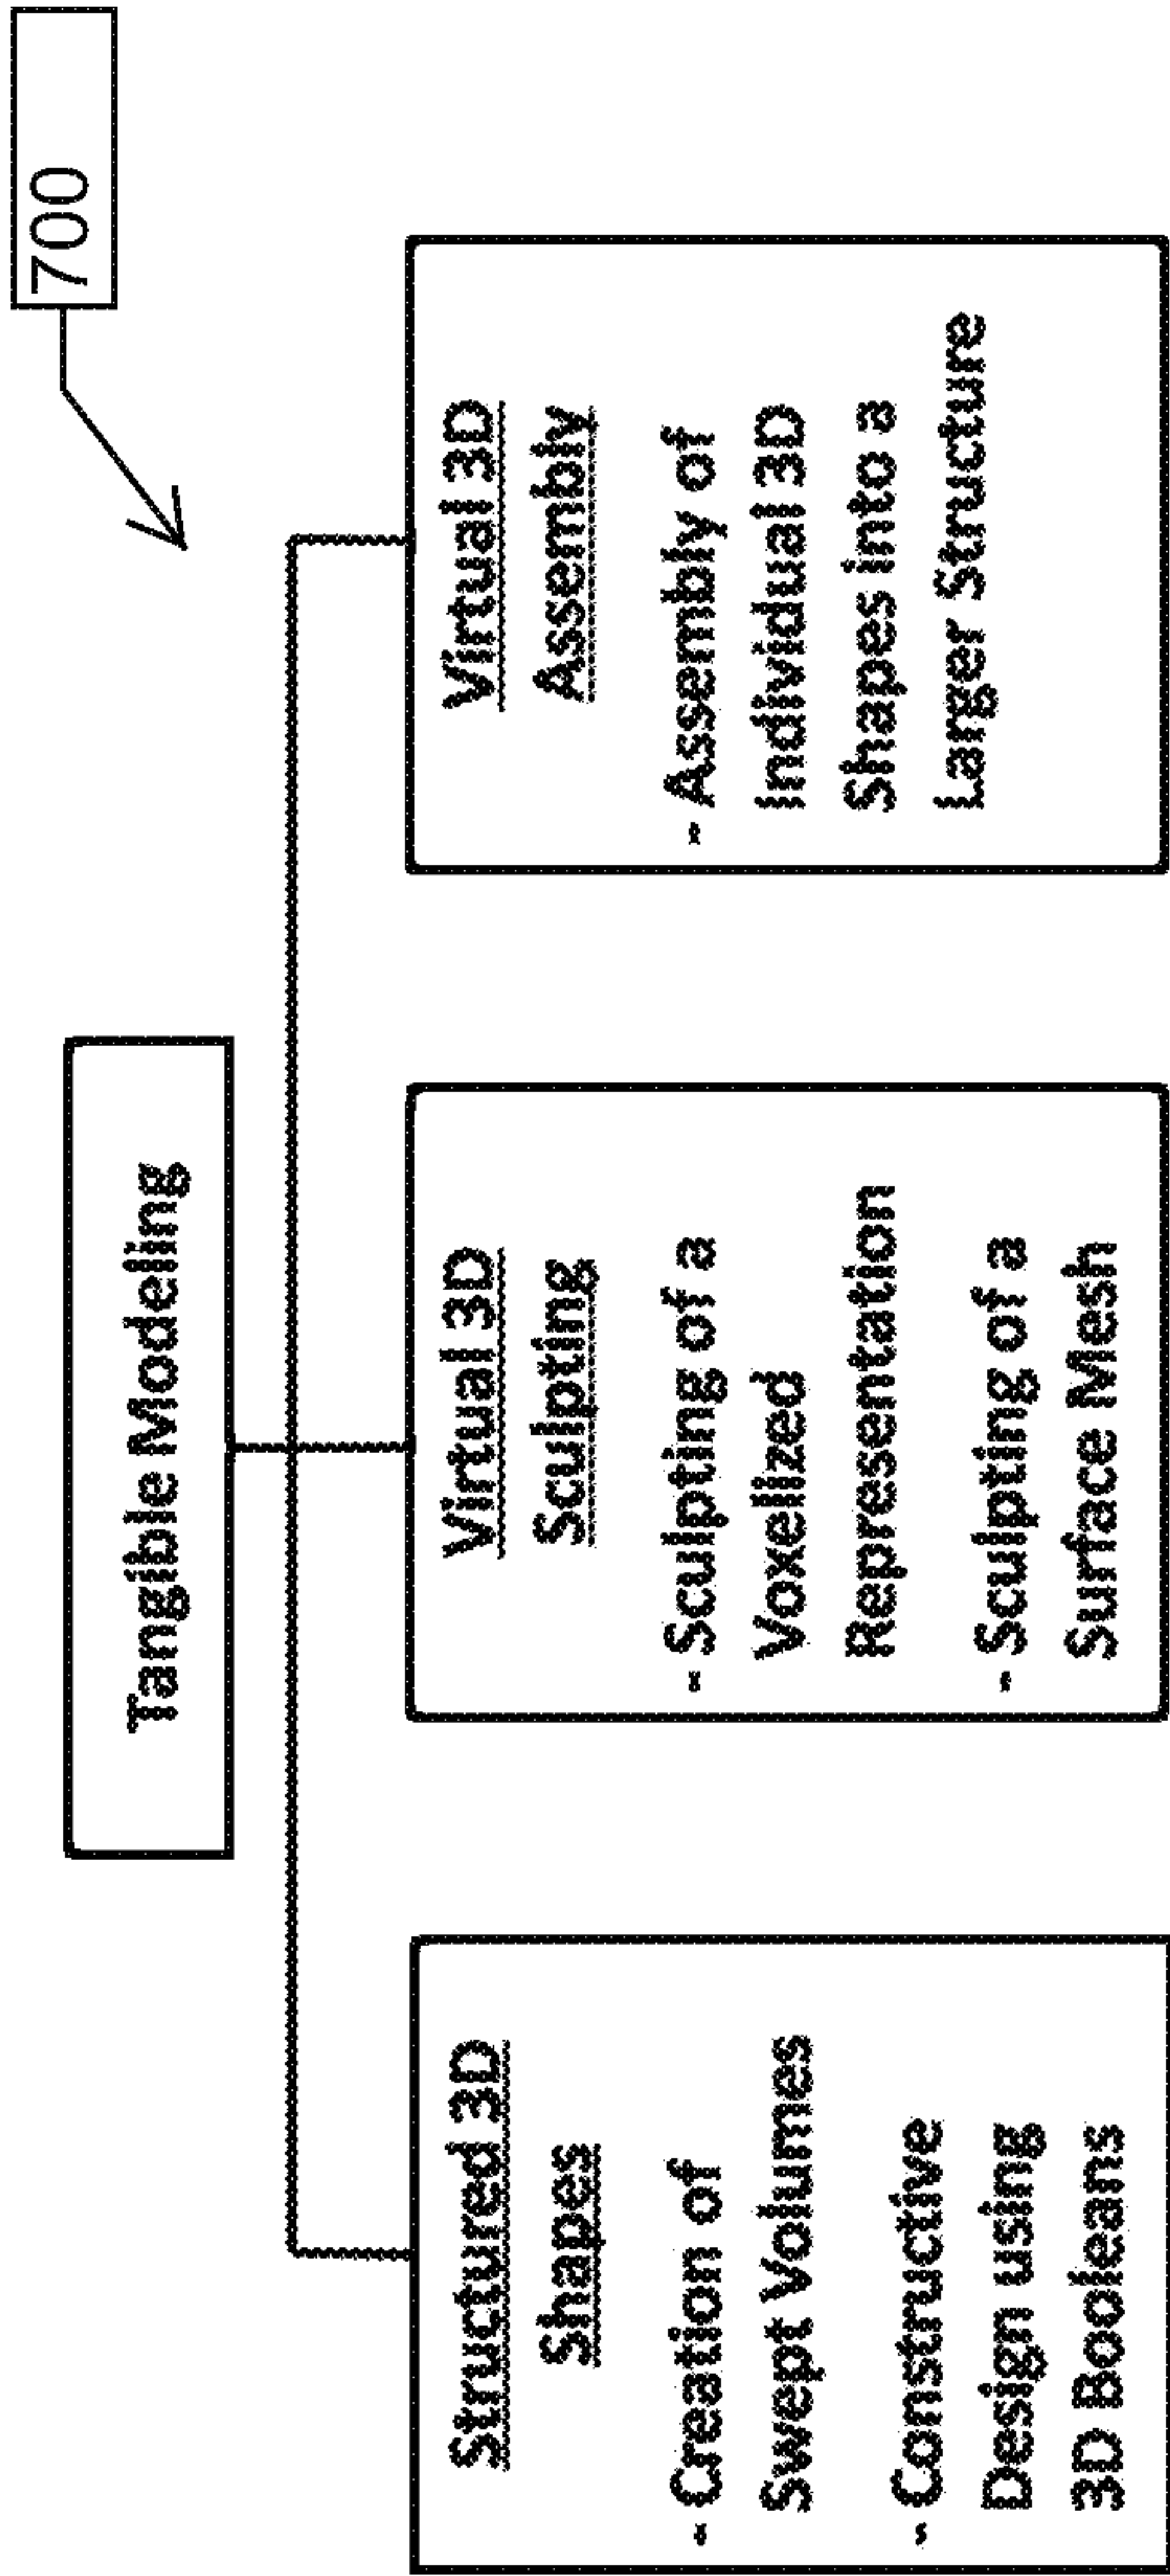 700
Tangible Modeling
Structured 3D
Shapes
- Creation of
Swept Volumes
- Constructive
Design using
3D Booleans
Virtual 3D
Sculpting
- Sculpting of a
Voxelized
Representation
- Sculpting of a
Surface Mesh
Virtual 3D
Assembly
- Assembly of
Individual 3D
Shapes into a
Larger Structure